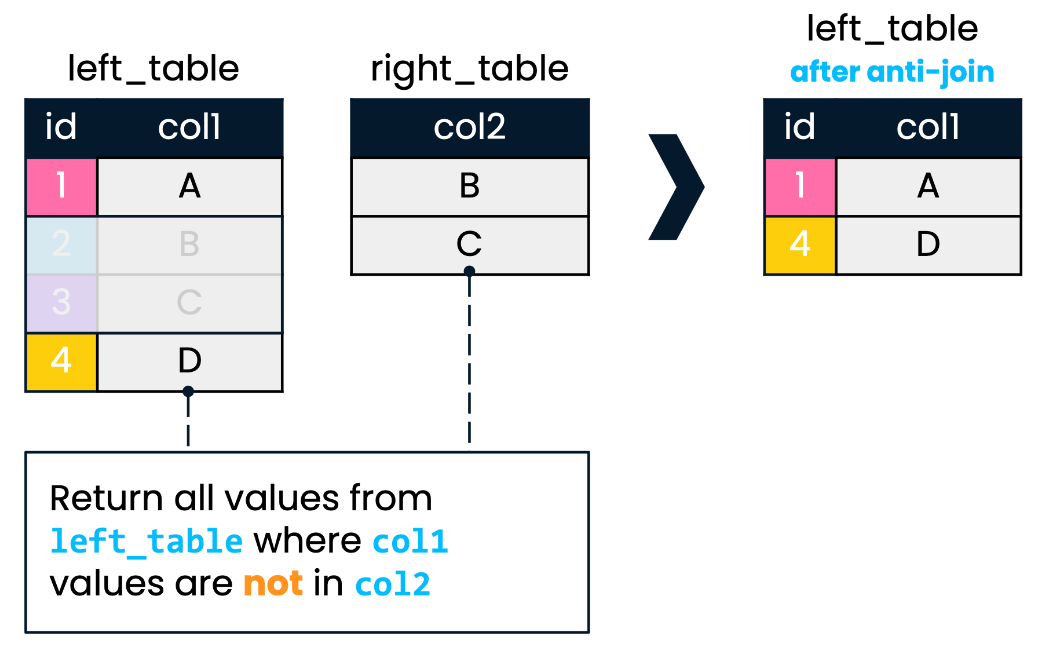 left_table
id col1
1 A
2 B
3 C
4 D
right_table
col2
B
C
left_table
after anti-join
id col1
1 A
4 D
Return all values from
left_table where col1
values are not in col2